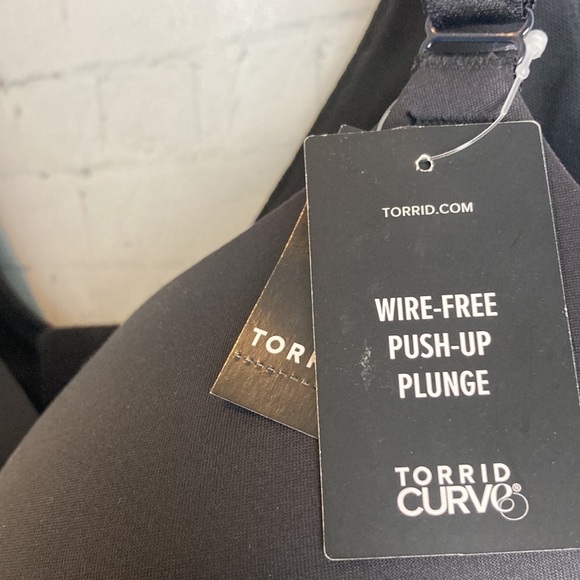 TORRID.COM
WIRE-FREE
PUSH-UP
PLUNGE
TORRID
CURVE®